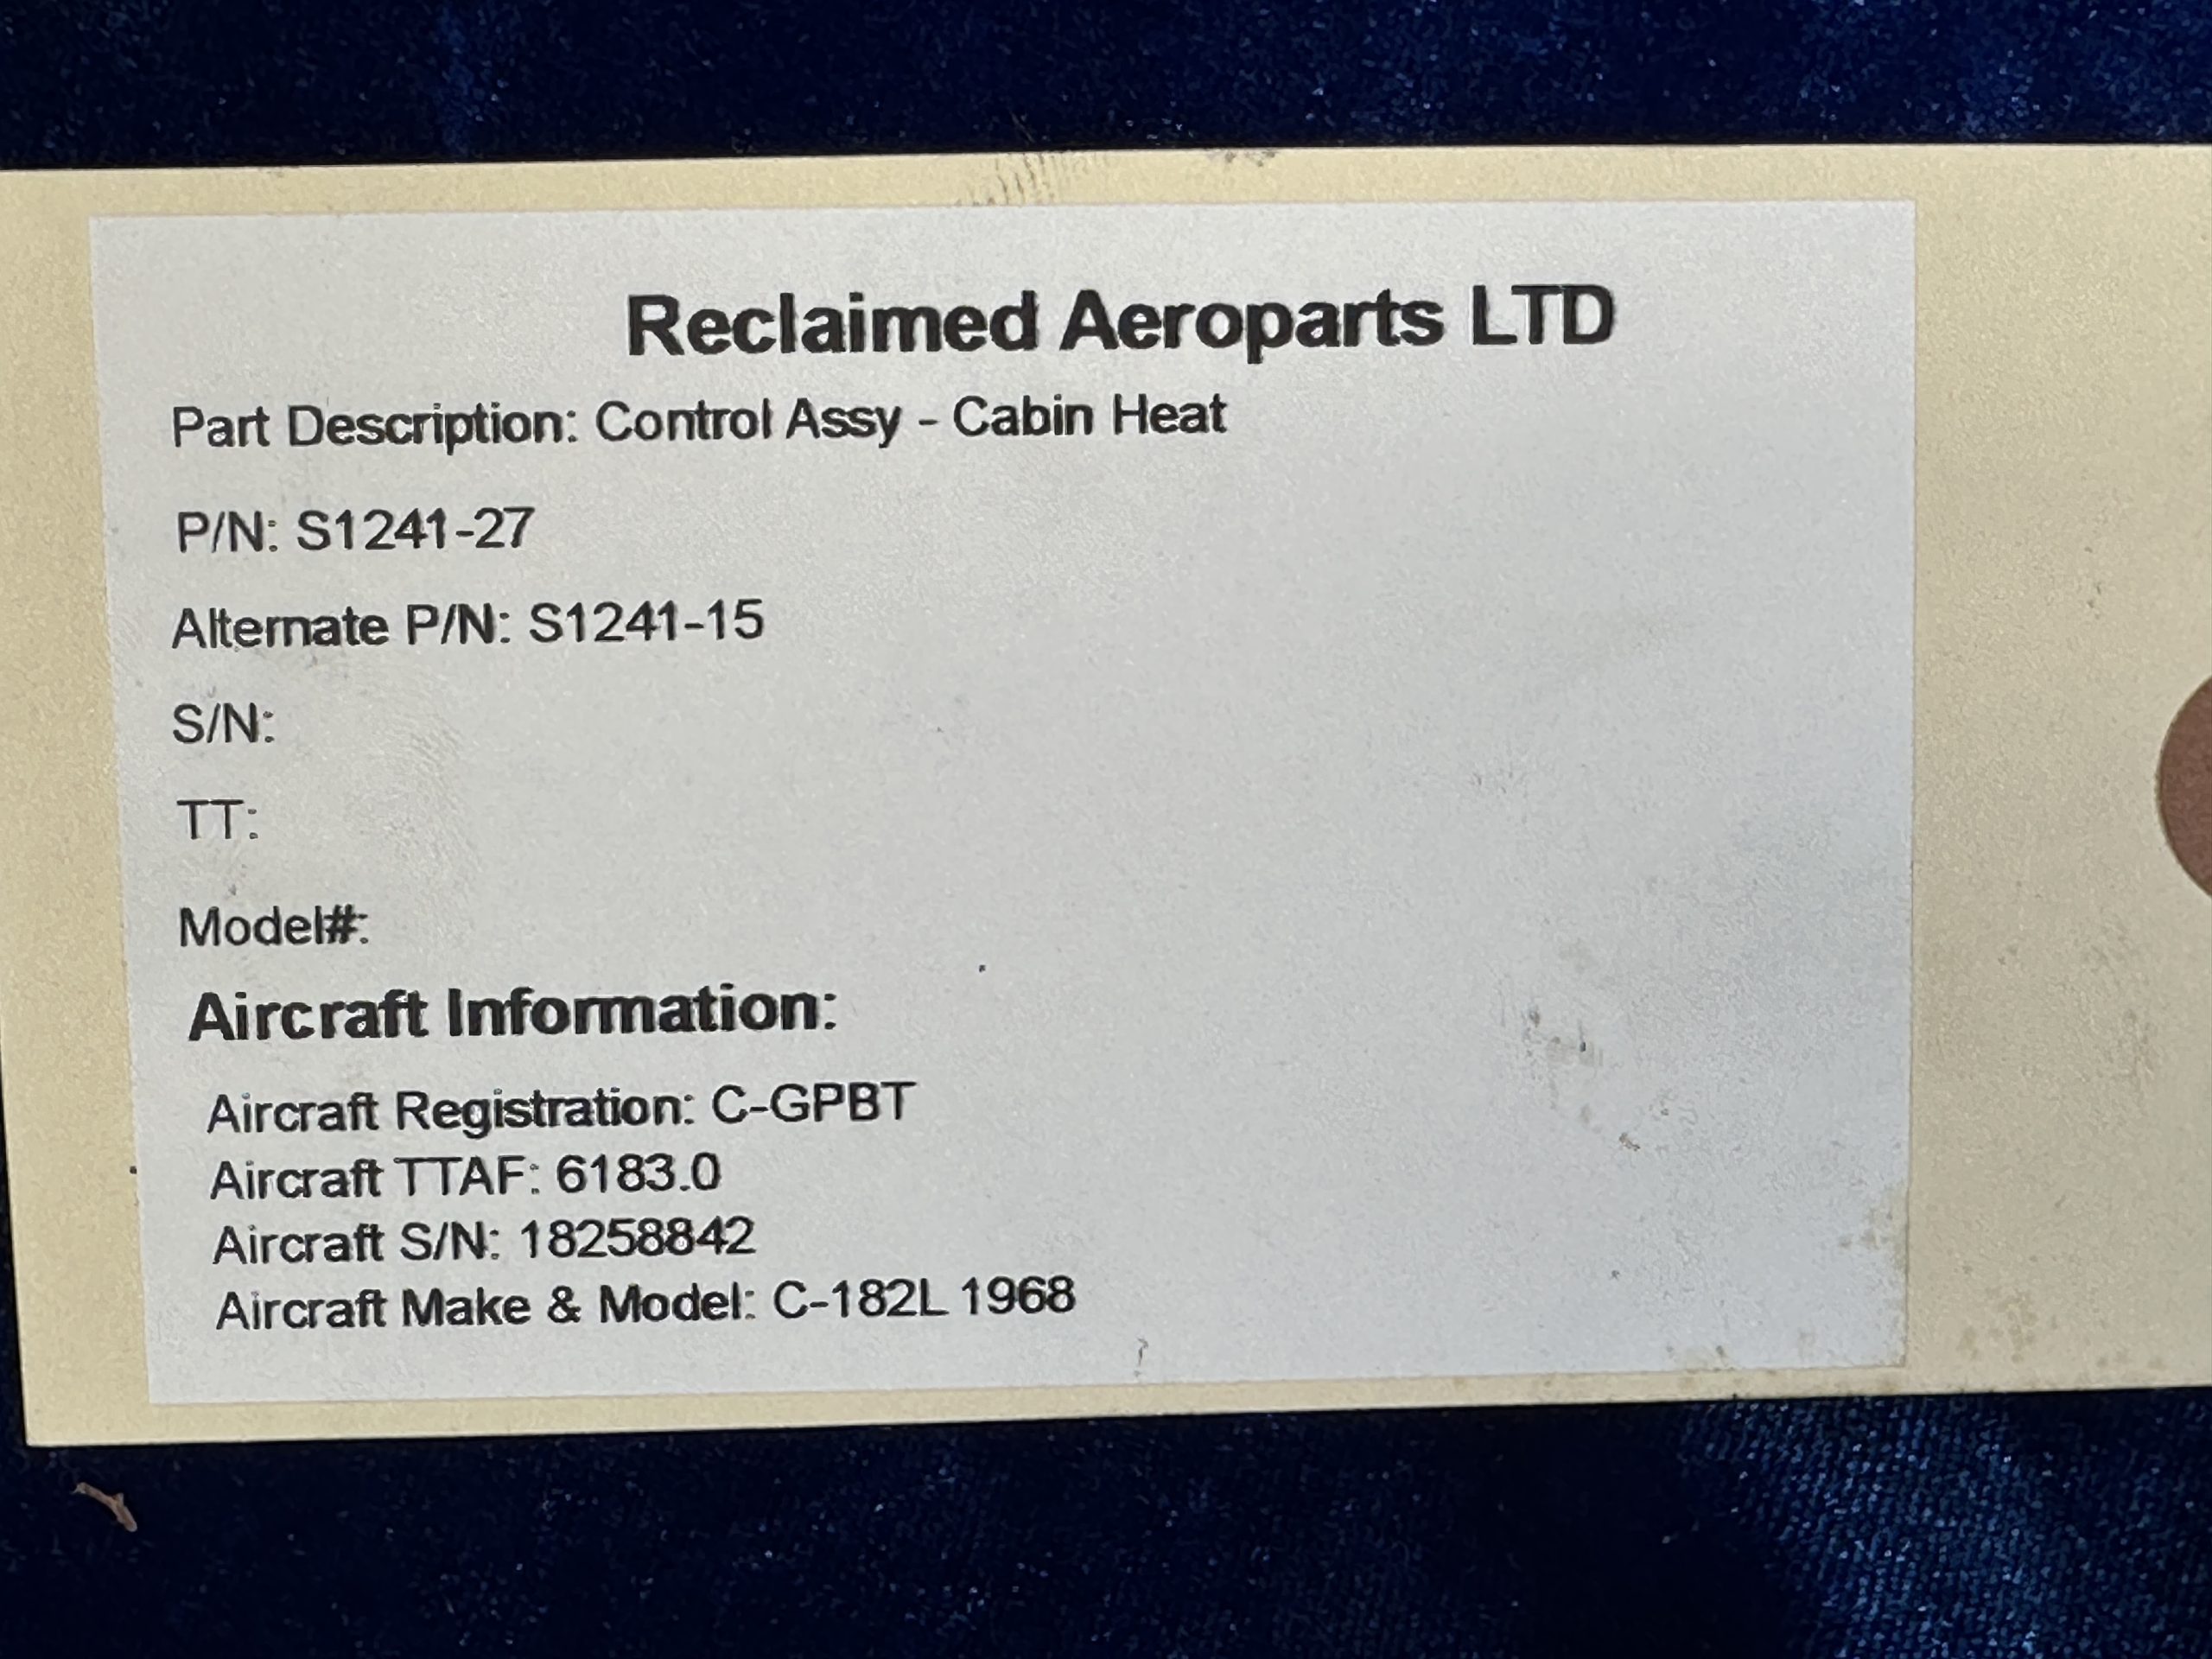 Reclaimed Aeroparts LTD
Part Description: Control Assy - Cabin Heat
P/N: S1241-27
Alternate P/N: S1241-15
S/N:
TT:
Model#:
Aircraft Information:
Aircraft Registration: C-GPBT
Aircraft TTAF: 6183.0
Aircraft S/N: 18258842
Aircraft Make & Model: C-182L 1968